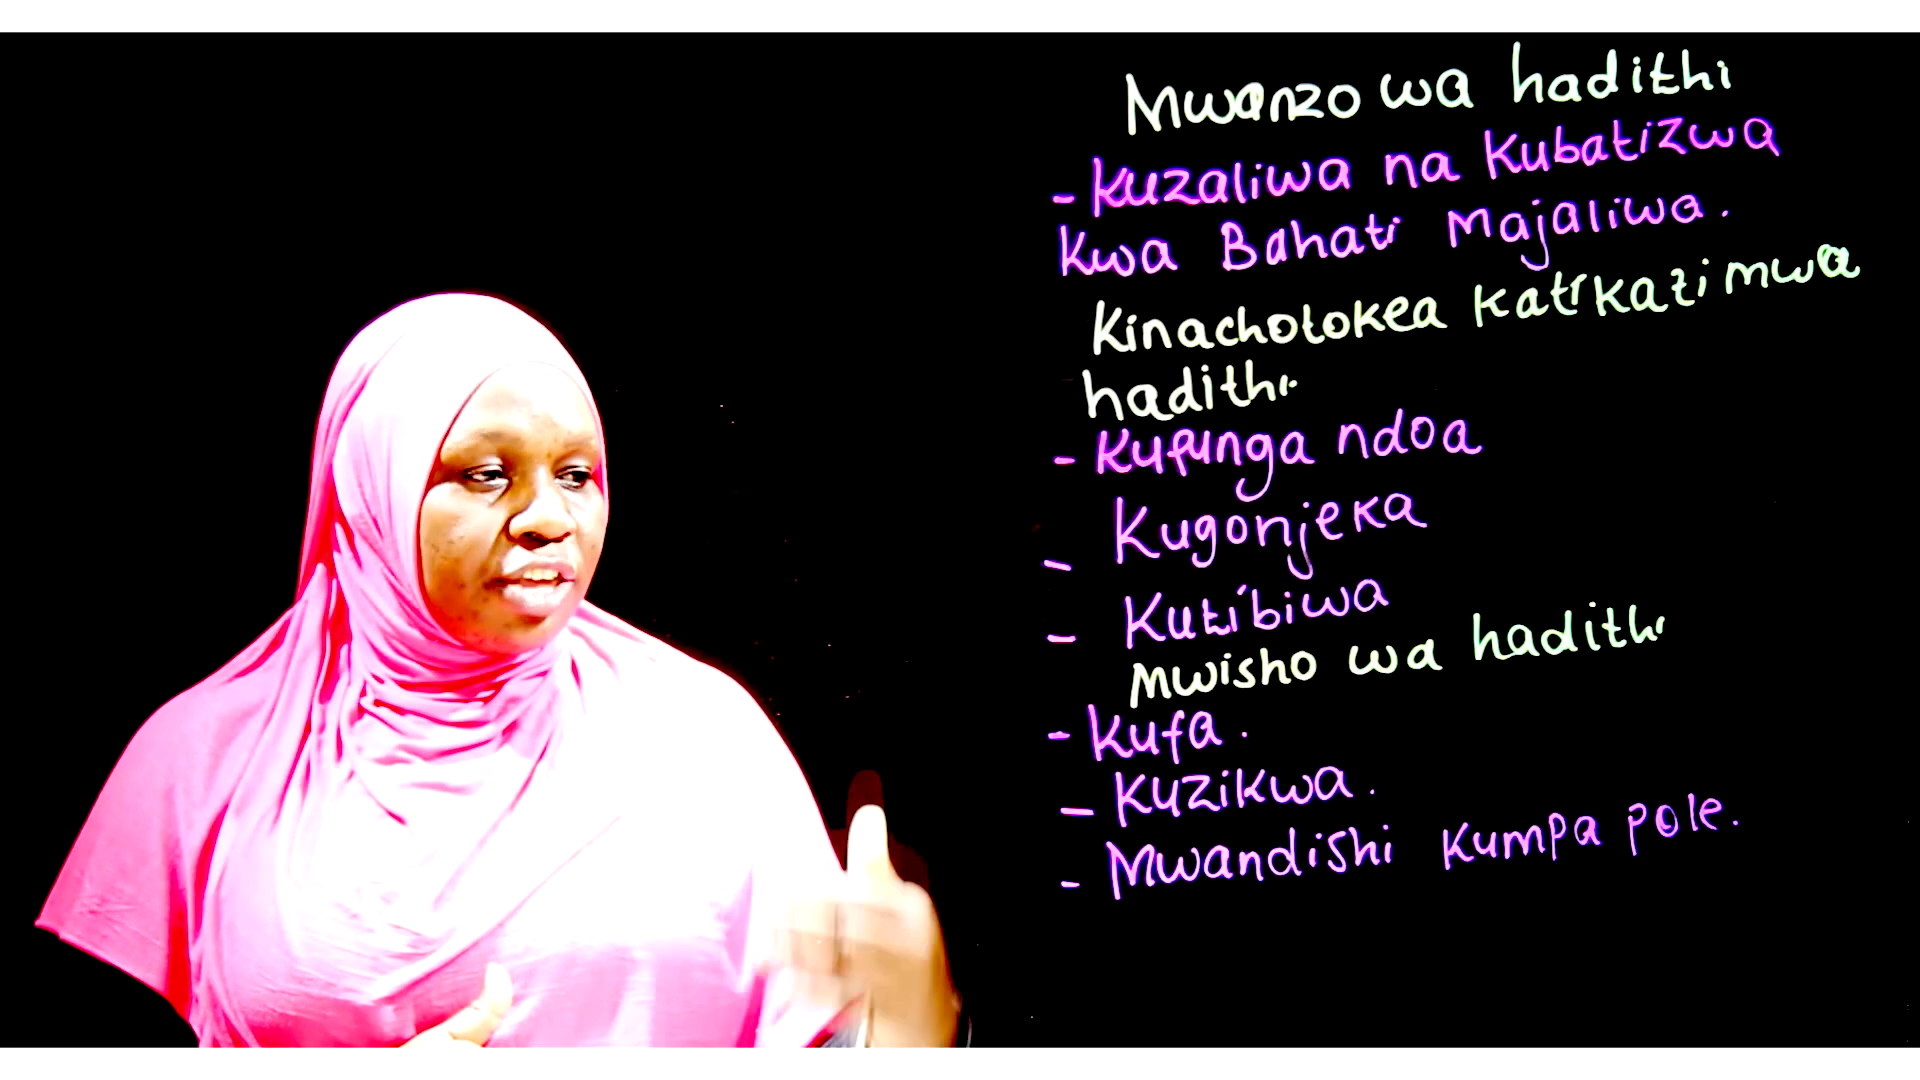 Mwanzo wa hadithi
- Kuzaliwa na Kubatizwa
Kwa Bahati Majaliwa.
Kinachotokea Katikati mwa
hadithi
- Kufunga ndoa
- Kugonjeka
- Kutibiwa
Mwisho wa hadithi
- Kufa.
- Kuzikwa.
- Mwandishi Kumpa pole.